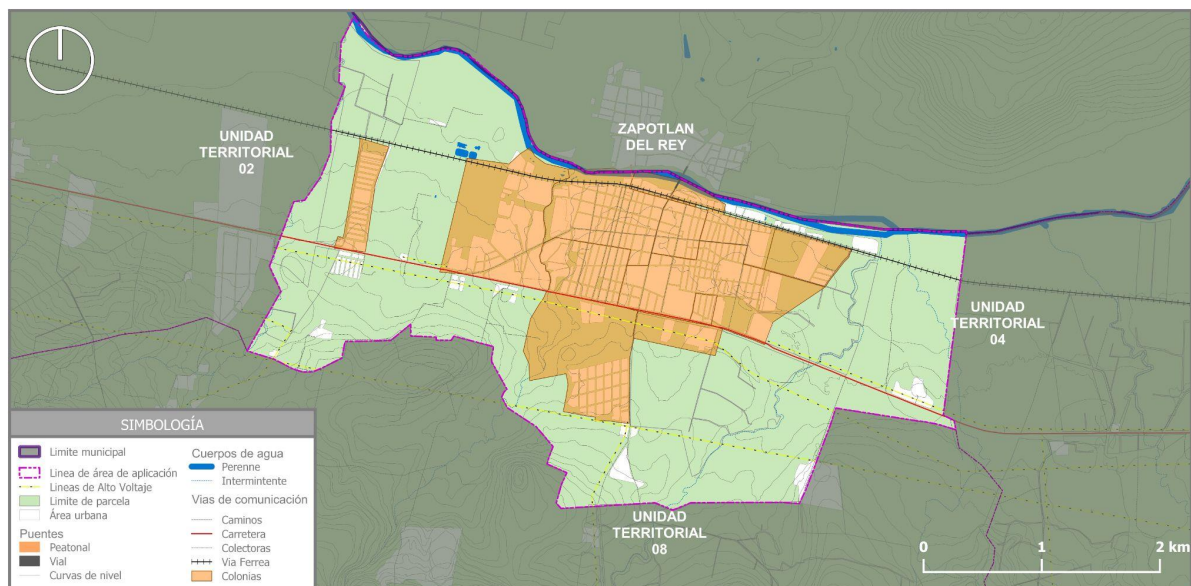 ZAPOTLAN
DEL REY
UNIDAD
TERRITORIAL
02
UNIDAD
TERRITORIAL
04
UNIDAD
TERRITORIAL
08
SIMBOLOGÍA
Limite municipal
Linea de área de aplicación
Lineas de Alto Voltaje
Limite de parcela
Área urbana
Puentes
Peatonal
Vial
Curvas de nivel
Cuerpos de agua
Perenne
Intermintente
Vias de comunicación
Caminos
Carretera
Colectoras
Via Ferrea
Colonias
0 1 2 km